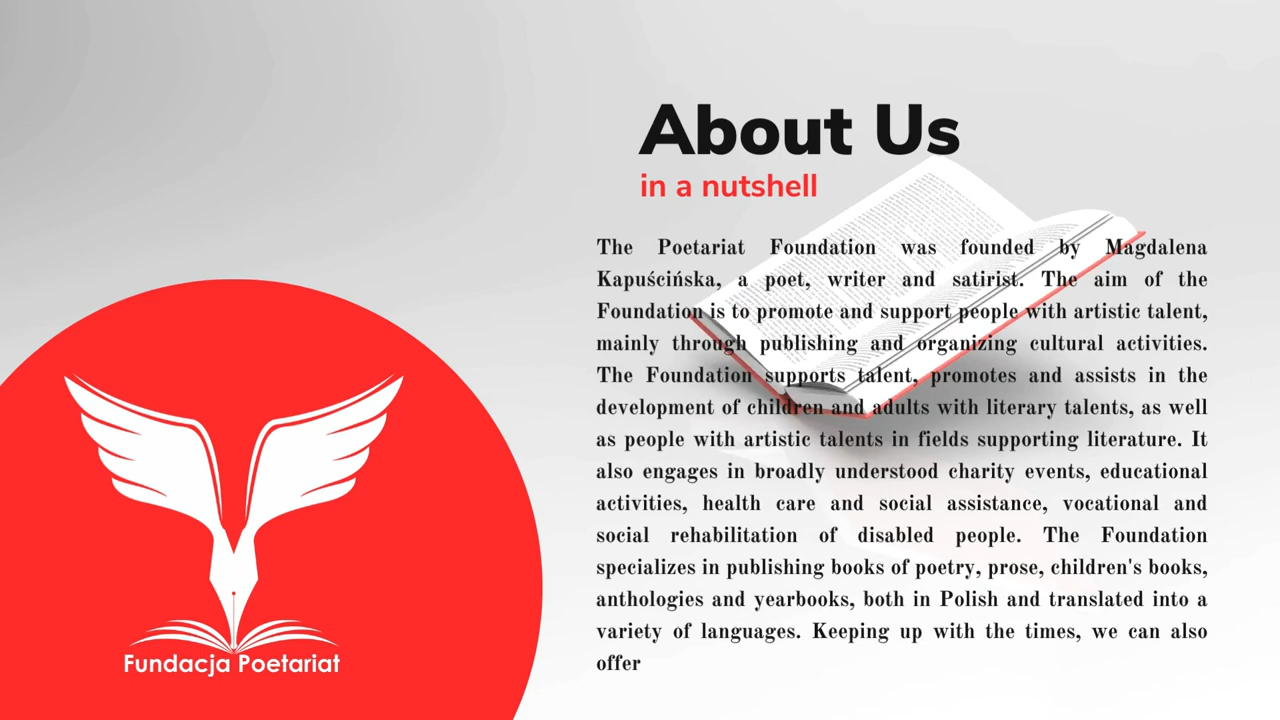 About Us
in a nutshell
The Poetariat Foundation was founded by Magdalena
Kapuścińska, a poet, writer and satirist. The aim of the
Foundation is to promote and support people with artistic talent,
mainly through publishing and organizing cultural activities.
The Foundation supports talent, promotes and assists in the
development of children and adults with literary talents, as well
as people with artistic talents in fields supporting literature. It
also engages in broadly understood charity events, educational
activities, health care and social assistance, vocational and
social rehabilitation of disabled people. The Foundation
specializes in publishing books of poetry, prose, children's books,
anthologies and yearbooks, both in Polish and translated into a
variety of languages. Keeping up with the times, we can also
offer
Fundacja Poetariat